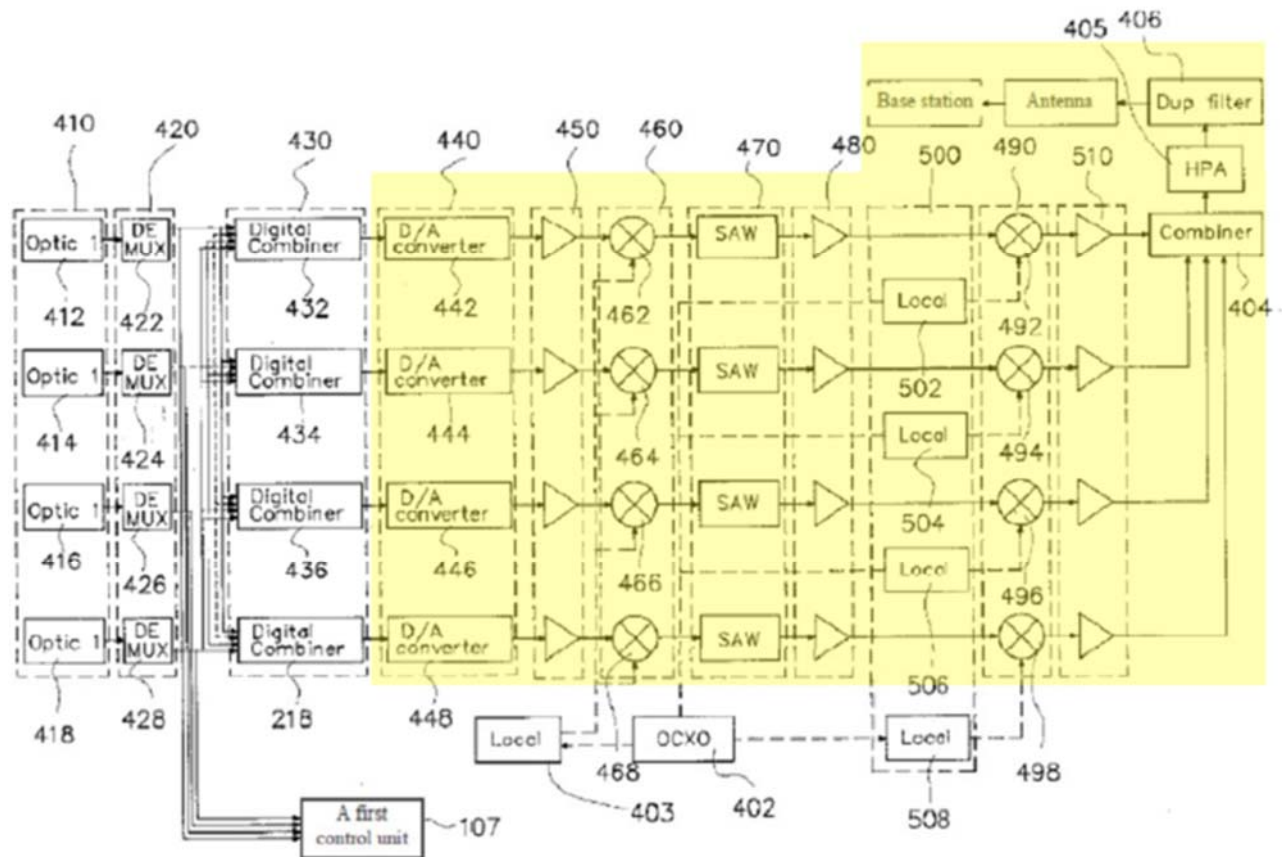 406
405
Base station
Antenna
Dup filter
410
420
430
440
450
460
470
480
500
490
510
HPA
Optic 1
DE
MUX
Digital
Combiner
D/A
converter
SAW
Combiner
412
422
432
442
462
Local
492
404
502
Optic 1
DE
MUX
Digital
Combiner
D/A
converter
SAW
414
424
434
444
464
Local
494
504
Optic 1
DE
MUX
Digital
Combiner
D/A
converter
SAW
416
426
436
446
466
Local
496
506
Optic 1
DE
MUX
Digital
Combiner
D/A
converter
SAW
418
428
218
448
468
Local
OCXO
Local
498
403
402
508
A first
control unit
107